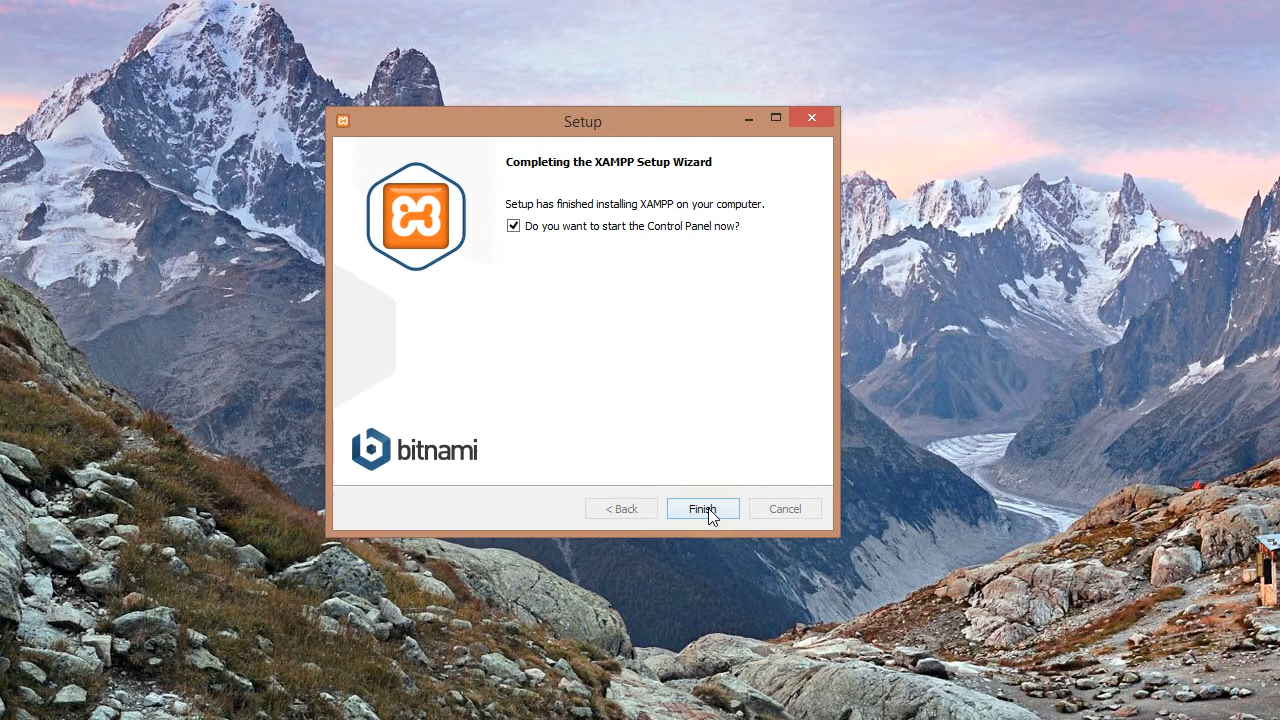 Setup
Completing the XAMPP Setup Wizard
Setup has finished installing XAMPP on your computer.
Do you want to start the Control Panel now?
bitnami
< Back
Finish
Cancel